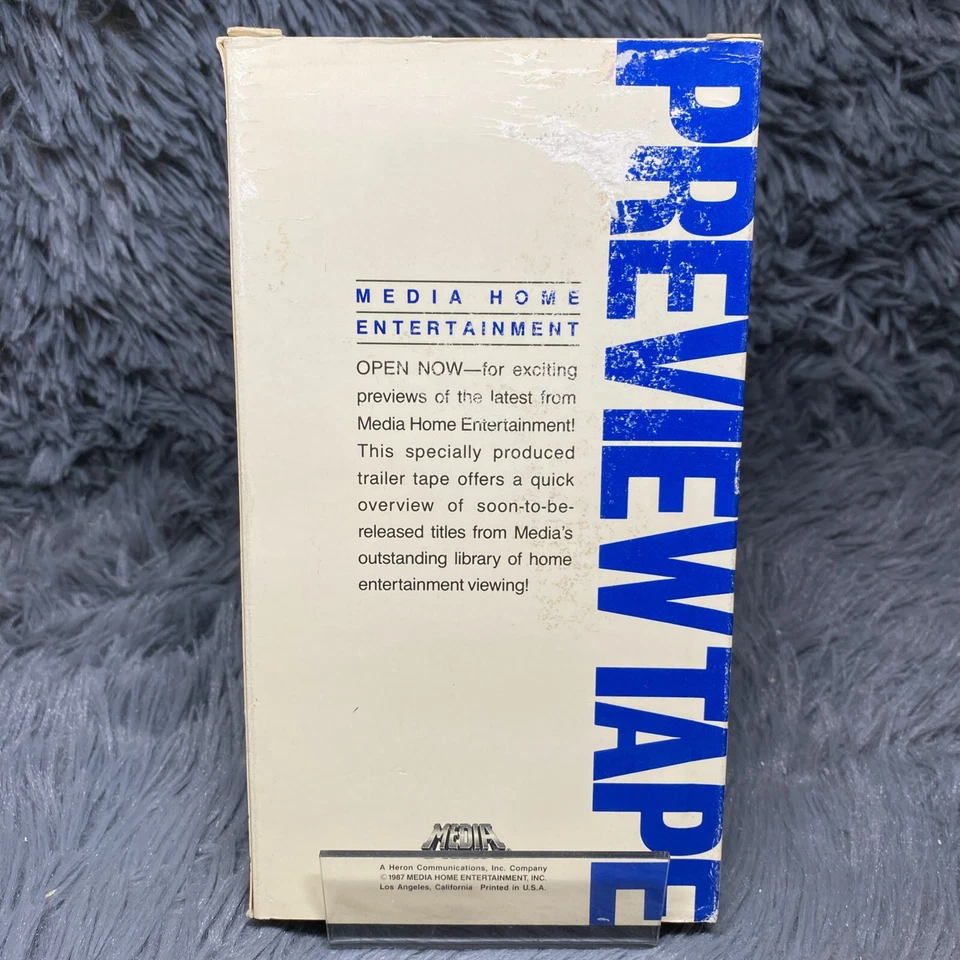 PREVIEW TAPE
MEDIA HOME
ENTERTAINMENT
OPEN NOW—for exciting
previews of the latest from
Media Home Entertainment!
This specially produced
trailer tape offers a quick
overview of soon-to-be-
released titles from Media's
outstanding library of home
entertainment viewing!
MEDIA
A Heron Communications, Inc. Company
© 1987 MEDIA HOME ENTERTAINMENT, INC.
Los Angeles, California Printed in U.S.A.